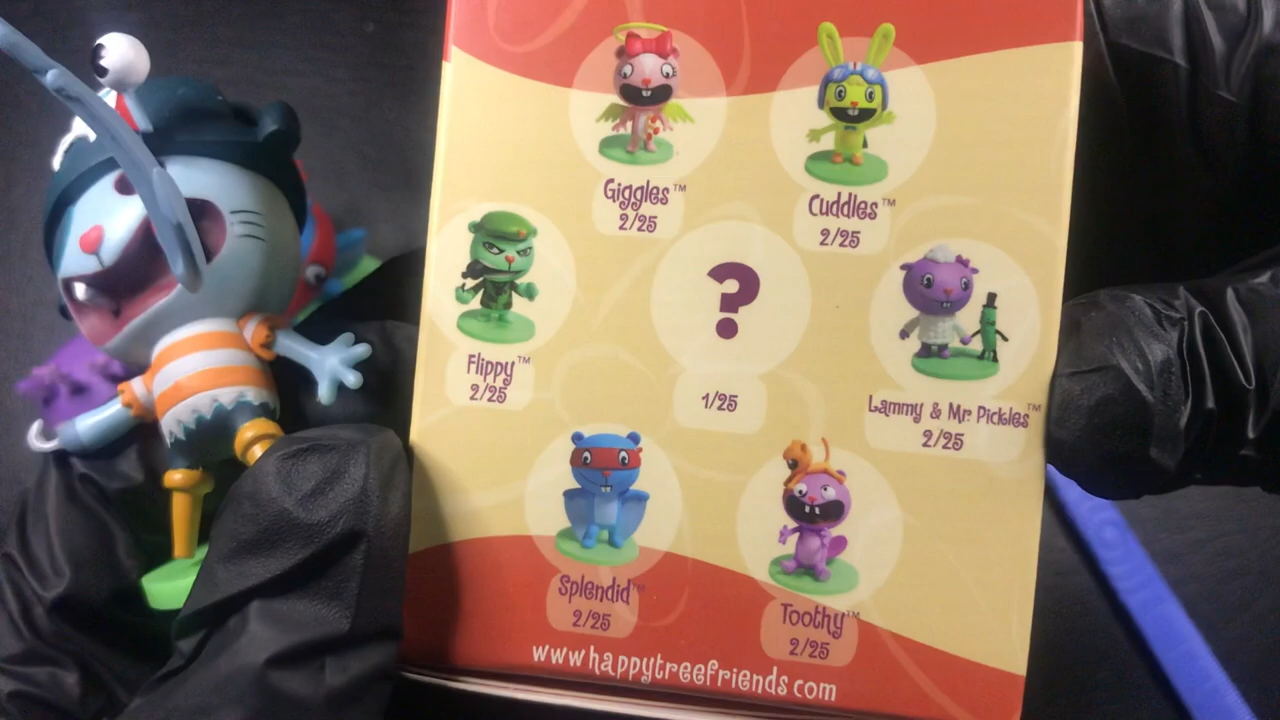 Giggles™
2/25
Cuddles™
2/25
Flippy™
2/25
?
1/25
Lammy & Mr. Pickles™
2/25
Splendid™
2/25
Toothy™
2/25
www.happytreefriends.com